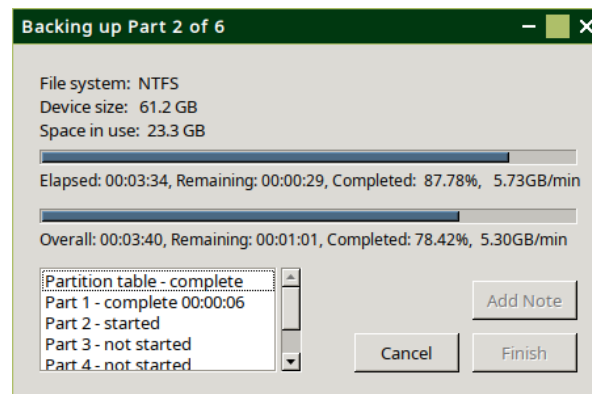 Backing up Part 2 of 6
File system: NTFS
Device size: 61.2 GB
Space in use: 23.3 GB
Elapsed: 00:03:34, Remaining: 00:00:29, Completed: 87.78%, 5.73GB/min
Overall: 00:03:40, Remaining: 00:01:01, Completed: 78.42%, 5.30GB/min
Partition table - complete
Part 1 - complete 00:00:06
Part 2 - started
Part 3 - not started
Part 4 - not started
Add Note
Cancel
Finish